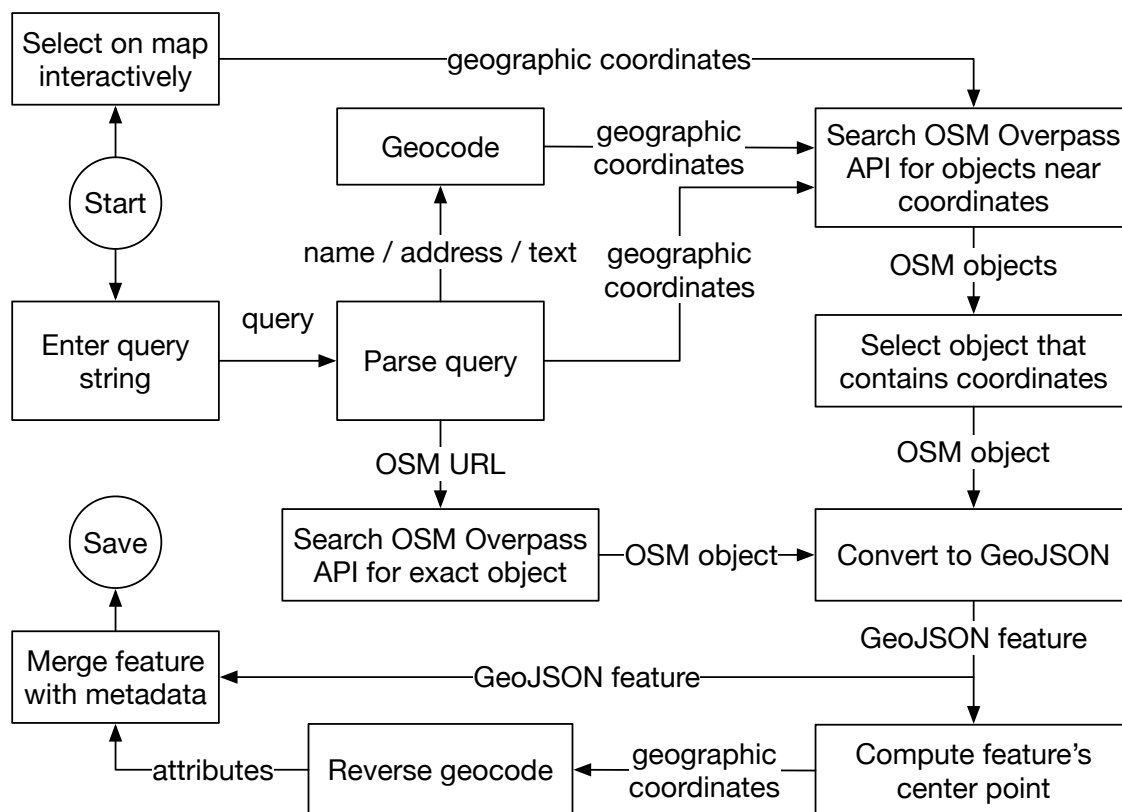 Select on map
interactively
geographic coordinates
Geocode
geographic
coordinates
Search OSM Overpass
API for objects near
coordinates
Start
name / address / text
geographic
coordinates
OSM objects
Enter query
string
query
Parse query
Select object that
contains coordinates
OSM URL
OSM object
Save
Search OSM Overpass
API for exact object
OSM object
Convert to GeoJSON
GeoJSON feature
Merge feature
with metadata
GeoJSON feature
attributes
Reverse geocode
geographic
coordinates
Compute feature’s
center point